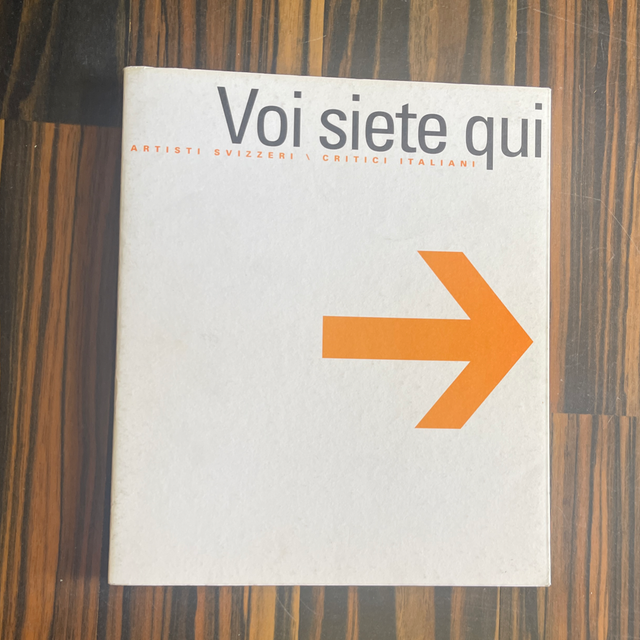 Voi siete qui
ARTISTI SVIZZERI \ CRITICI ITALIANI